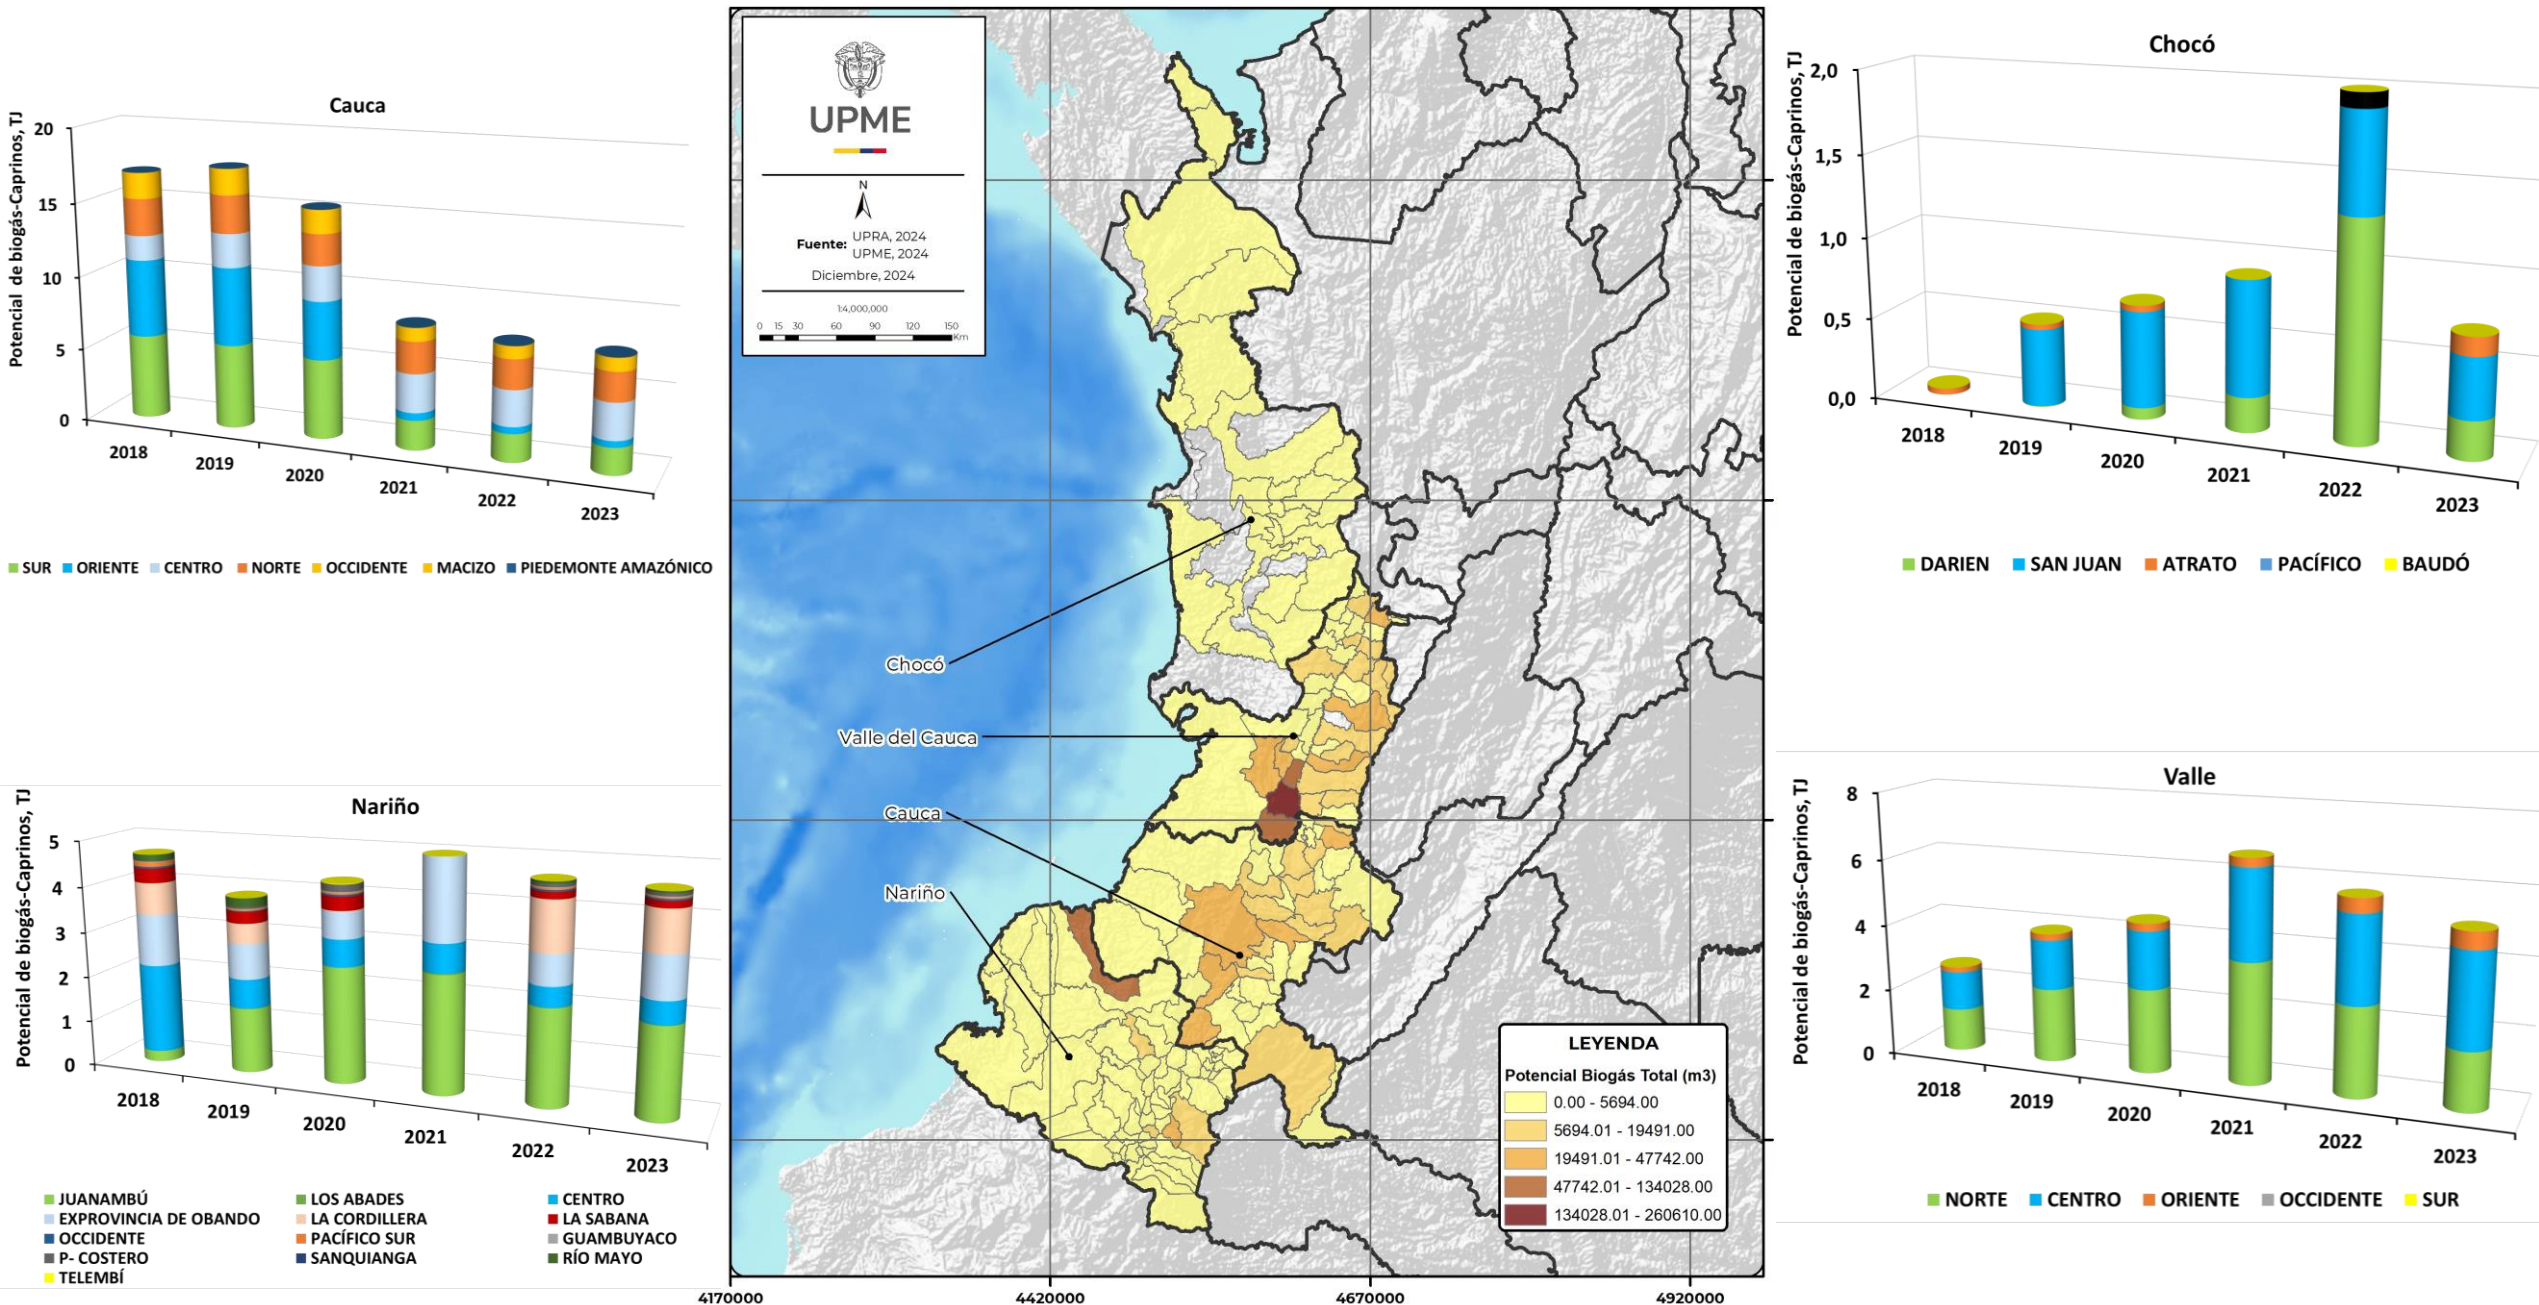 Cauca
Potencial de biogás-Caprinos, TJ
20
15
10
5
0
2018
2019
2020
2021
2022
2023
SUR
ORIENTE
CENTRO
NORTE
OCCIDENTE
MACIZO
PIEDEMONTE AMAZÓNICO
Nariño
Potencial de biogás-Caprinos, TJ
5
4
3
2
1
0
2018
2019
2020
2021
2022
2023
JUANAMBÚ
LOS ABADES
CENTRO
EXPROVINCIA DE OBANDO
LA CORDILLERA
LA SABANA
OCCIDENTE
PACÍFICO SUR
GUAMBUYACO
P- COSTERO
SANQUIANGA
RÍO MAYO
TELEMBÍ
UPME
N
Fuente: UPRA, 2024
UPME, 2024
Diciembre, 2024
1:4,000,000
0 15 30 60 90 120 150
Km
Chocó
Valle del Cauca
Cauca
Nariño
LEYENDA
Potencial Biogás Total (m3)
0.00 - 5694.00
5694.01 - 19491.00
19491.01 - 47742.00
47742.01 - 134028.00
134028.01 - 260610.00
4170000
4420000
4670000
4920000
Chocó
Potencial de biogás-Caprinos, TJ
2,0
1,5
1,0
0,5
0,0
2018
2019
2020
2021
2022
2023
DARIEN
SAN JUAN
ATRATO
PACÍFICO
BAUDÓ
Valle
Potencial de biogás-Caprinos, TJ
8
6
4
2
0
2018
2019
2020
2021
2022
2023
NORTE
CENTRO
ORIENTE
OCCIDENTE
SUR